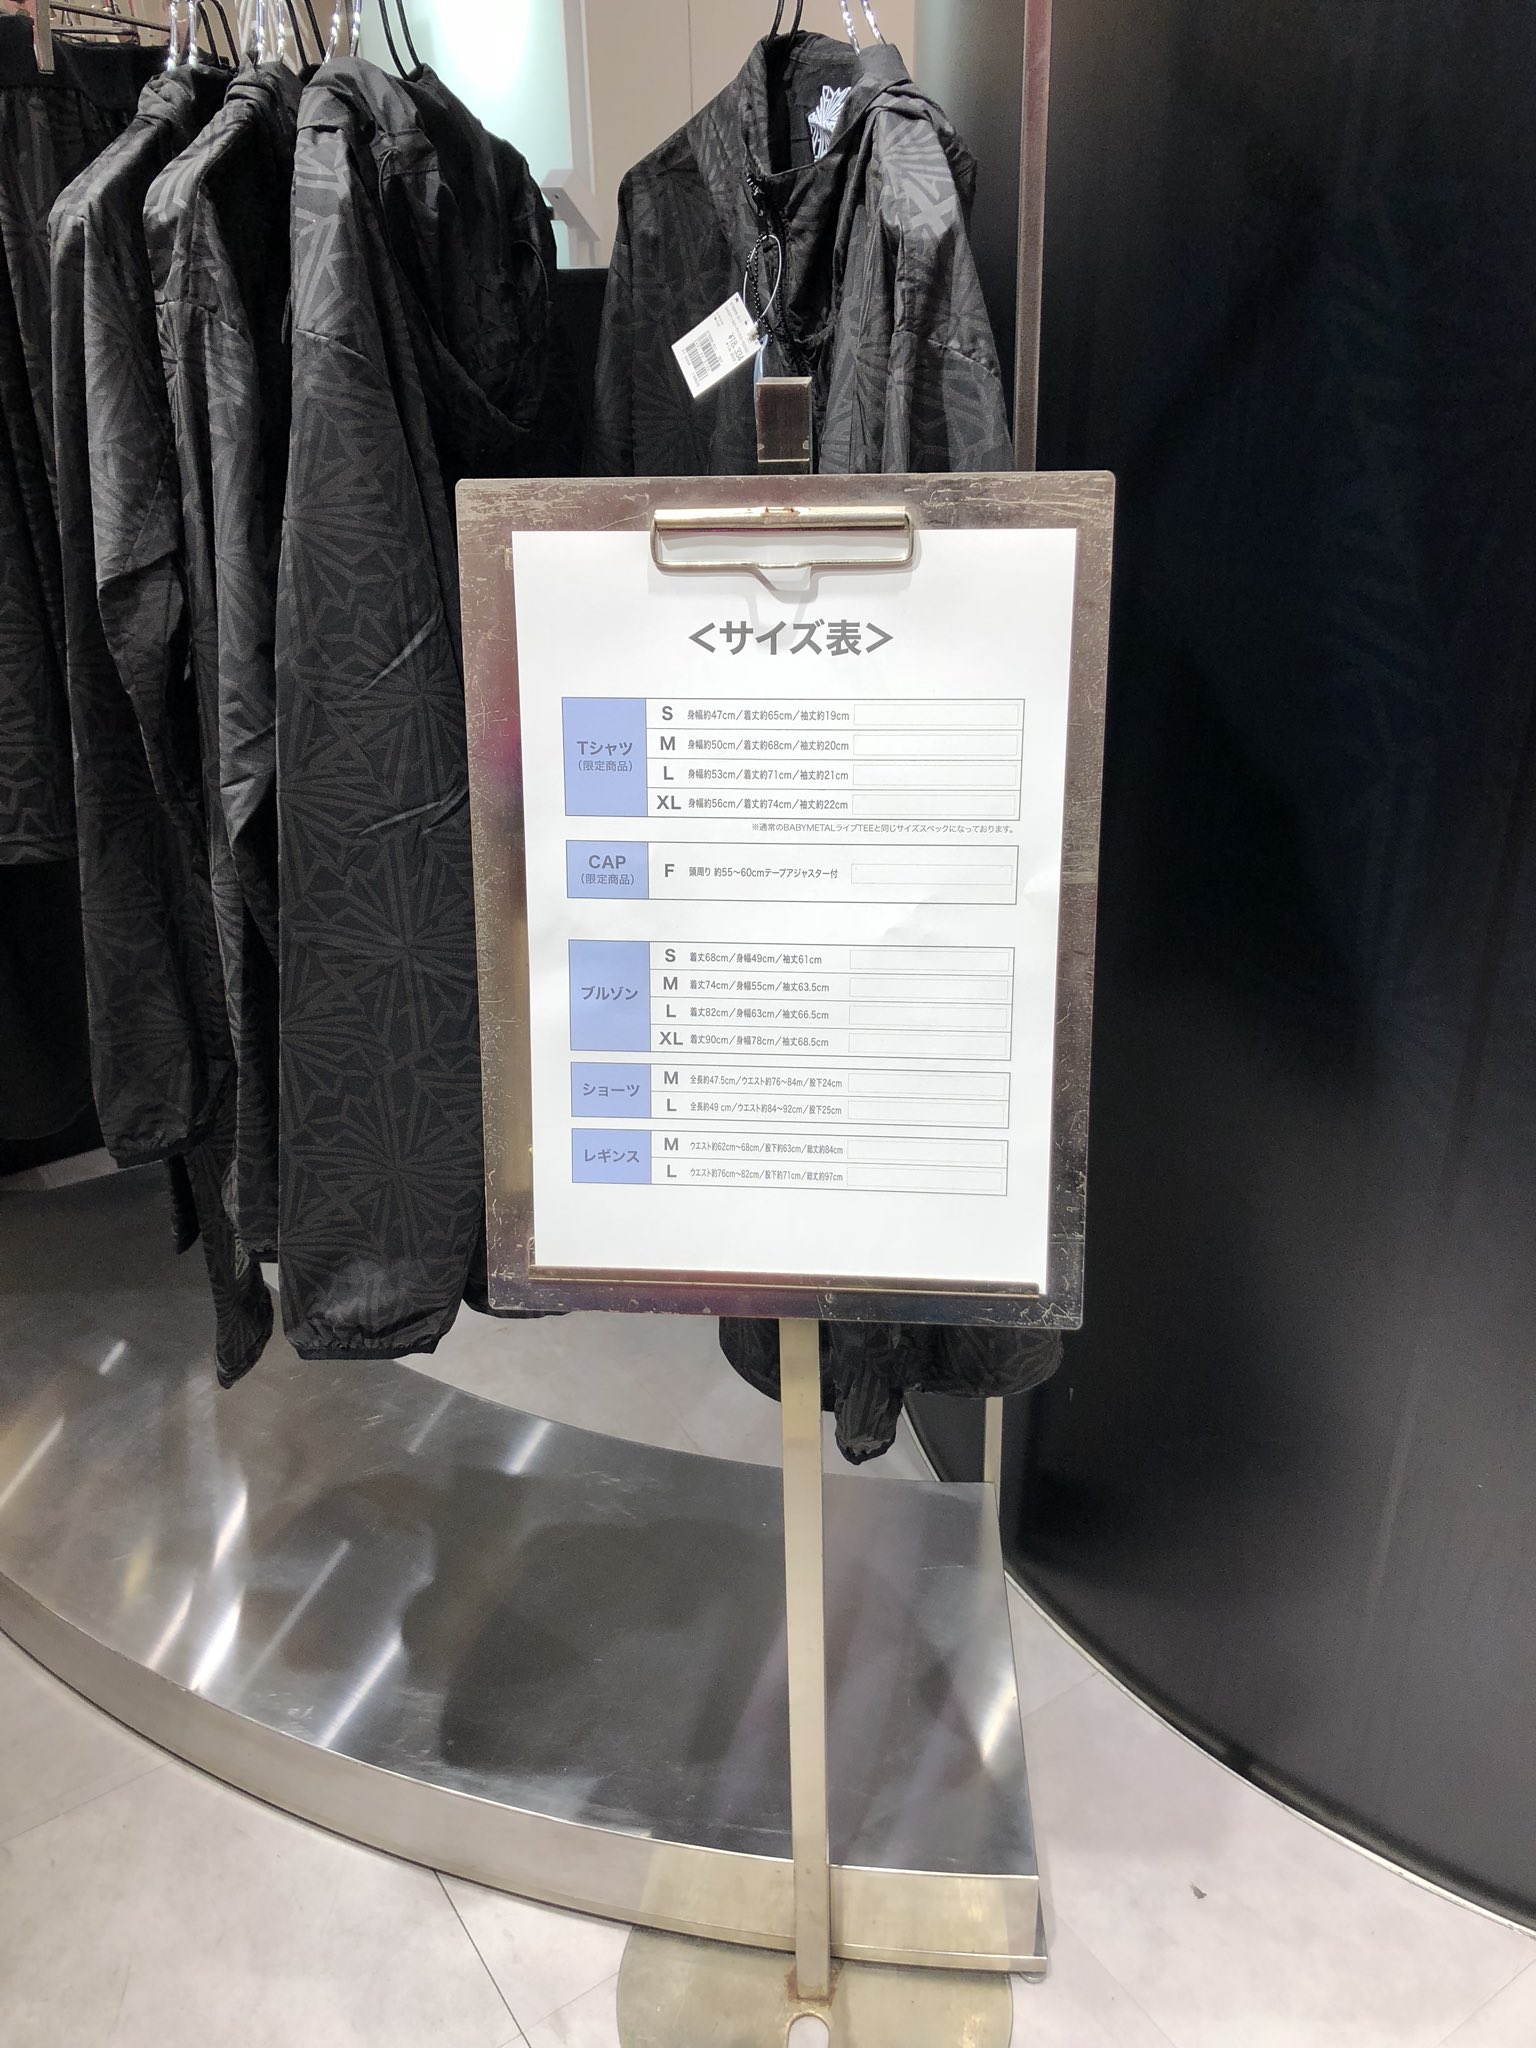 ¥18,334
＜サイズ表＞
Tシャツ
（限定商品）
S 身幅約47cm／着丈約65cm／袖丈約19cm
M 身幅約50cm／着丈約68cm／袖丈約20cm
L 身幅約53cm／着丈約71cm／袖丈約21cm
XL 身幅約56cm／着丈約74cm／袖丈約22cm
※通常のBABYMETALライブTEEと同じサイズスペックになっております。
CAP
（限定商品）
F 頭周り 約55～60cmテープアジャスター付
ブルゾン
S 着丈68cm／身幅49cm／袖丈61cm
M 着丈74cm／身幅55cm／袖丈63.5cm
L 着丈82cm／身幅63cm／袖丈66.5cm
XL 着丈90cm／身幅78cm／袖丈68.5cm
ショーツ
M 全長約47.5cm／ウエスト約76～84m／股下24cm
L 全長約49 cm／ウエスト約84～92cm／股下25cm
レギンス
M ウエスト約62cm～68cm／股下約63cm／総丈約84cm
L ウエスト約76cm～82cm／股下約71cm／総丈約97cm